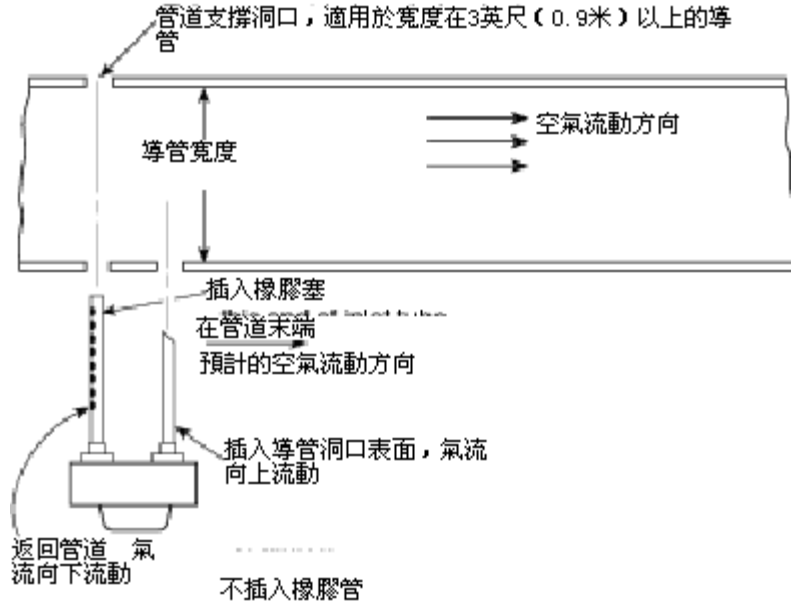 管道支撐洞口，適用於寬度在3英尺（0.9米）以上的導
管
空氣流動方向
導管寬度
插入橡膠塞
在管道末端
預計的空氣流動方向
插入導管洞口表面，氣流
向上流動
返回管道 氣
流向下流動
不插入橡膠管